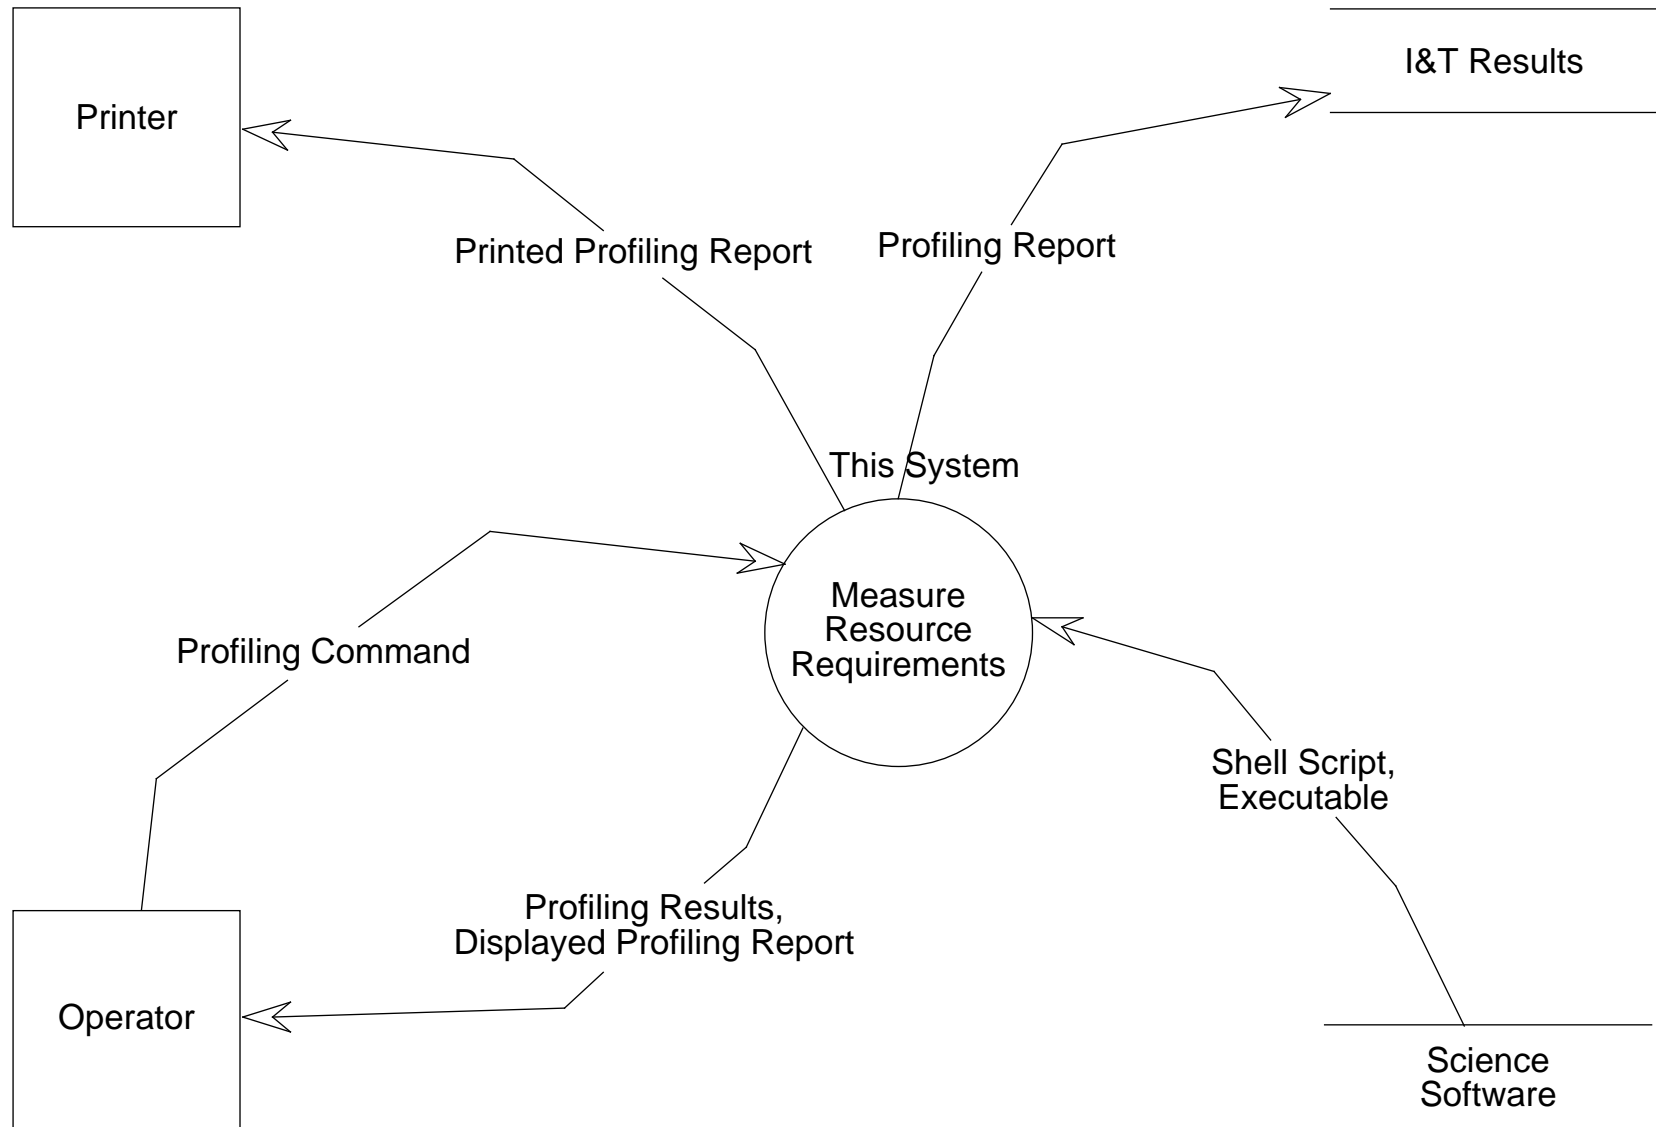 Printer
I&T Results
Printed Profiling Report
Profiling Report
This System
Measure
Resource
Requirements
Profiling Command
Shell Script,
Executable
Profiling Results,
Displayed Profiling Report
Operator
Science
Software